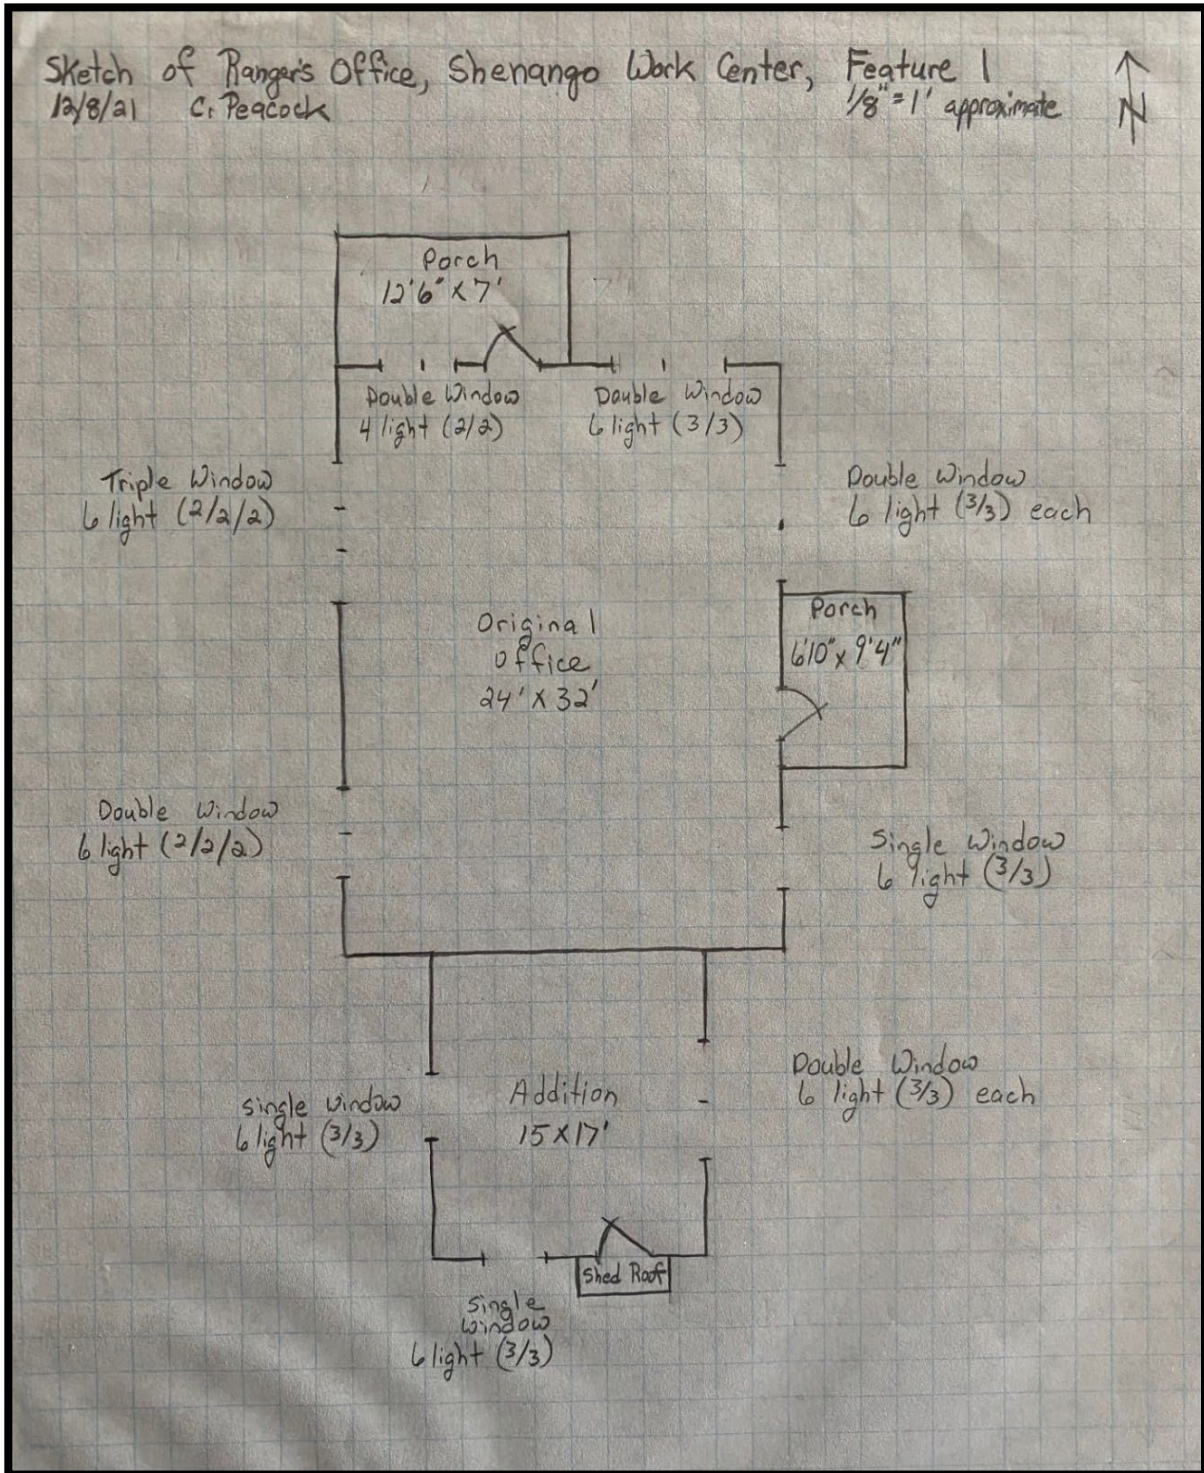 Sketch of Ranger's Office, Shenango Work Center, Feature 1
12/8/21 C. Peacock
1/8" = 1' approximate
N
Porch
12'6" x 7'
Double Window
4 light (2/2)
Double Window
6 light (3/3)
Triple Window
6 light (2/2/2)
Double Window
6 light (3/3) each
Original
Office
24' x 32'
Porch
6'10" x 9'4"
Double Window
6 light (2/2/2)
Single Window
6 light (3/3)
Single Window
6 light (3/3)
Addition
15 x 17'
Double Window
6 light (3/3) each
Shed Roof
Single
Window
6 light (3/3)